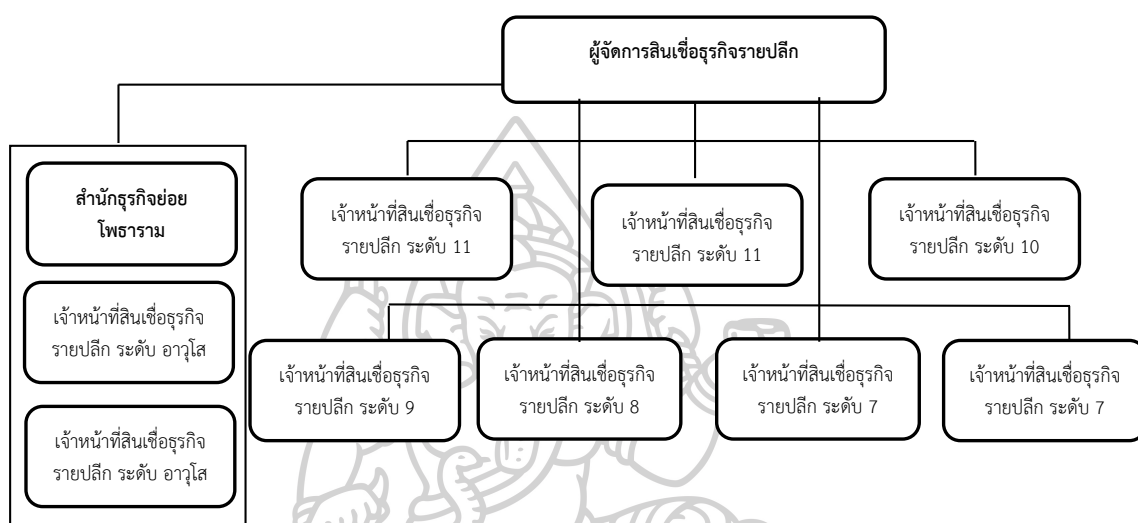 ผู้จัดการสินเชื่อธุรกิจรายปลีก
สำนักธุรกิจย่อย
โพธาราม
เจ้าหน้าที่สินเชื่อธุรกิจ
รายปลีก ระดับ อาวุโส
เจ้าหน้าที่สินเชื่อธุรกิจ
รายปลีก ระดับ อาวุโส
เจ้าหน้าที่สินเชื่อธุรกิจ
รายปลีก ระดับ 11
เจ้าหน้าที่สินเชื่อธุรกิจ
รายปลีก ระดับ 11
เจ้าหน้าที่สินเชื่อธุรกิจ
รายปลีก ระดับ 10
เจ้าหน้าที่สินเชื่อธุรกิจ
รายปลีก ระดับ 9
เจ้าหน้าที่สินเชื่อธุรกิจ
รายปลีก ระดับ 8
เจ้าหน้าที่สินเชื่อธุรกิจ
รายปลีก ระดับ 7
เจ้าหน้าที่สินเชื่อธุรกิจ
รายปลีก ระดับ 7